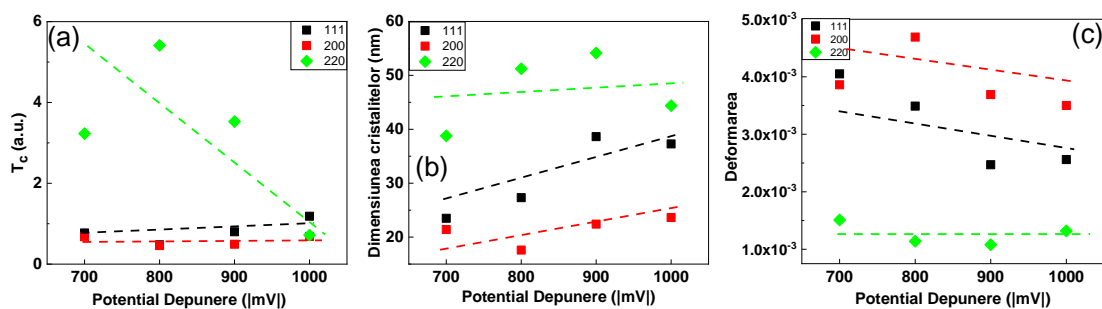 (a)
111
200
220
6
4
2
0
T_c (a.u.)
700 800 900 1000
Potential Depunere (|mV|)
(b)
111
200
220
60
50
40
30
20
Dimensiunea cristalitelor (nm)
700 800 900 1000
Potential Depunere (|mV|)
(c)
111
200
220
5.0x10⁻³
4.0x10⁻³
3.0x10⁻³
2.0x10⁻³
1.0x10⁻³
Deformarea
700 800 900 1000
Potential Depunere (|mV|)